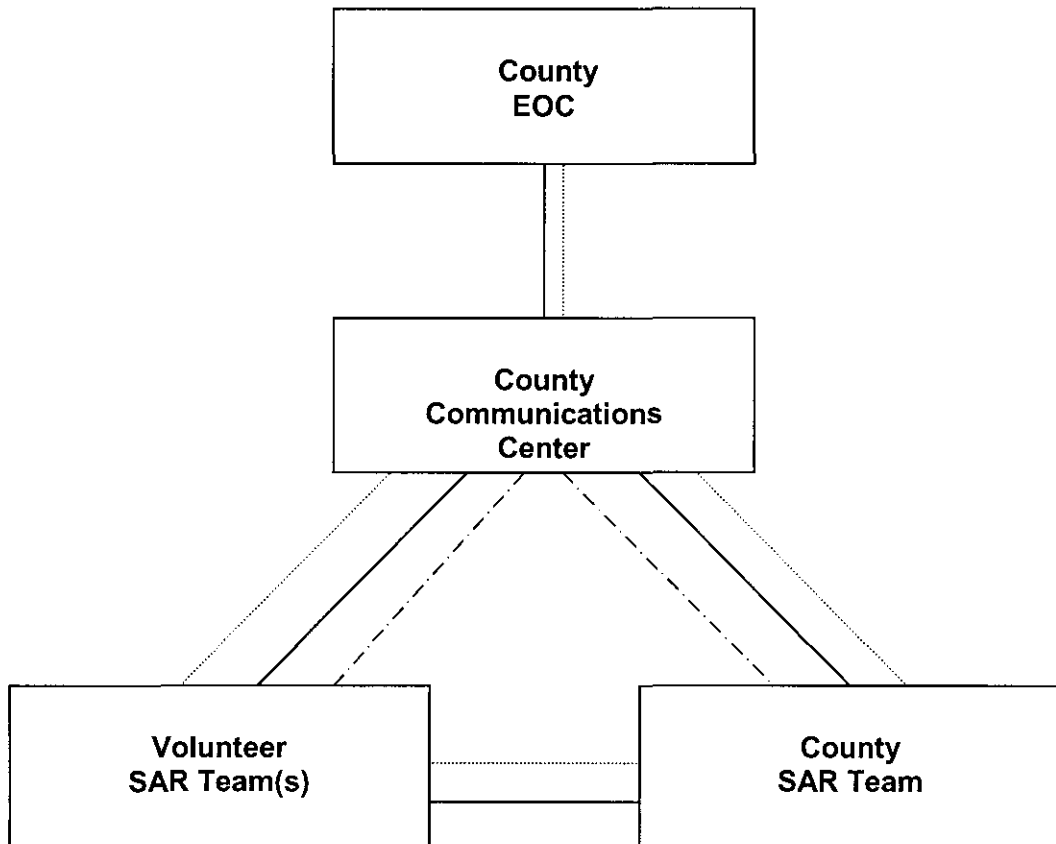 County
EOC
County
Communications
Center
Volunteer
SAR Team(s)
County
SAR Team